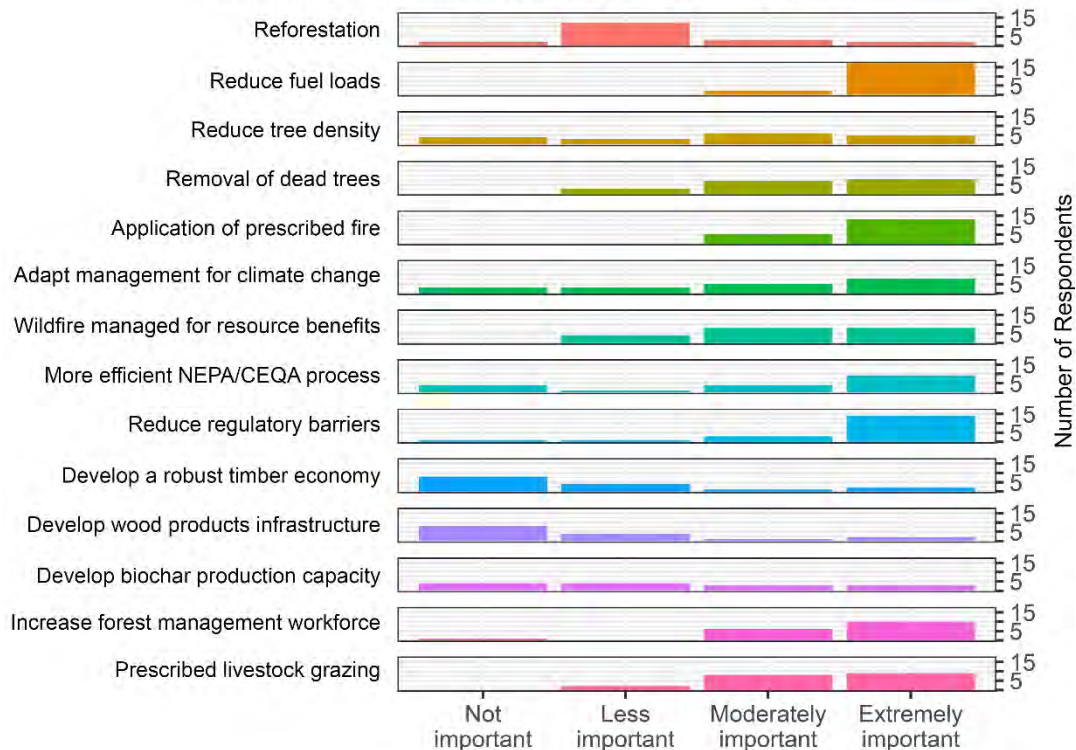 Reforestation
15
5
Reduce fuel loads
15
5
Reduce tree density
15
5
Removal of dead trees
15
5
Application of prescribed fire
15
5
Adapt management for climate change
15
5
Wildfire managed for resource benefits
15
5
More efficient NEPA/CEQA process
15
5
Reduce regulatory barriers
15
5
Develop a robust timber economy
15
5
Develop wood products infrastructure
15
5
Develop biochar production capacity
15
5
Increase forest management workforce
15
5
Prescribed livestock grazing
15
5
Number of Respondents
Not
important
Less
important
Moderately
important
Extremely
important